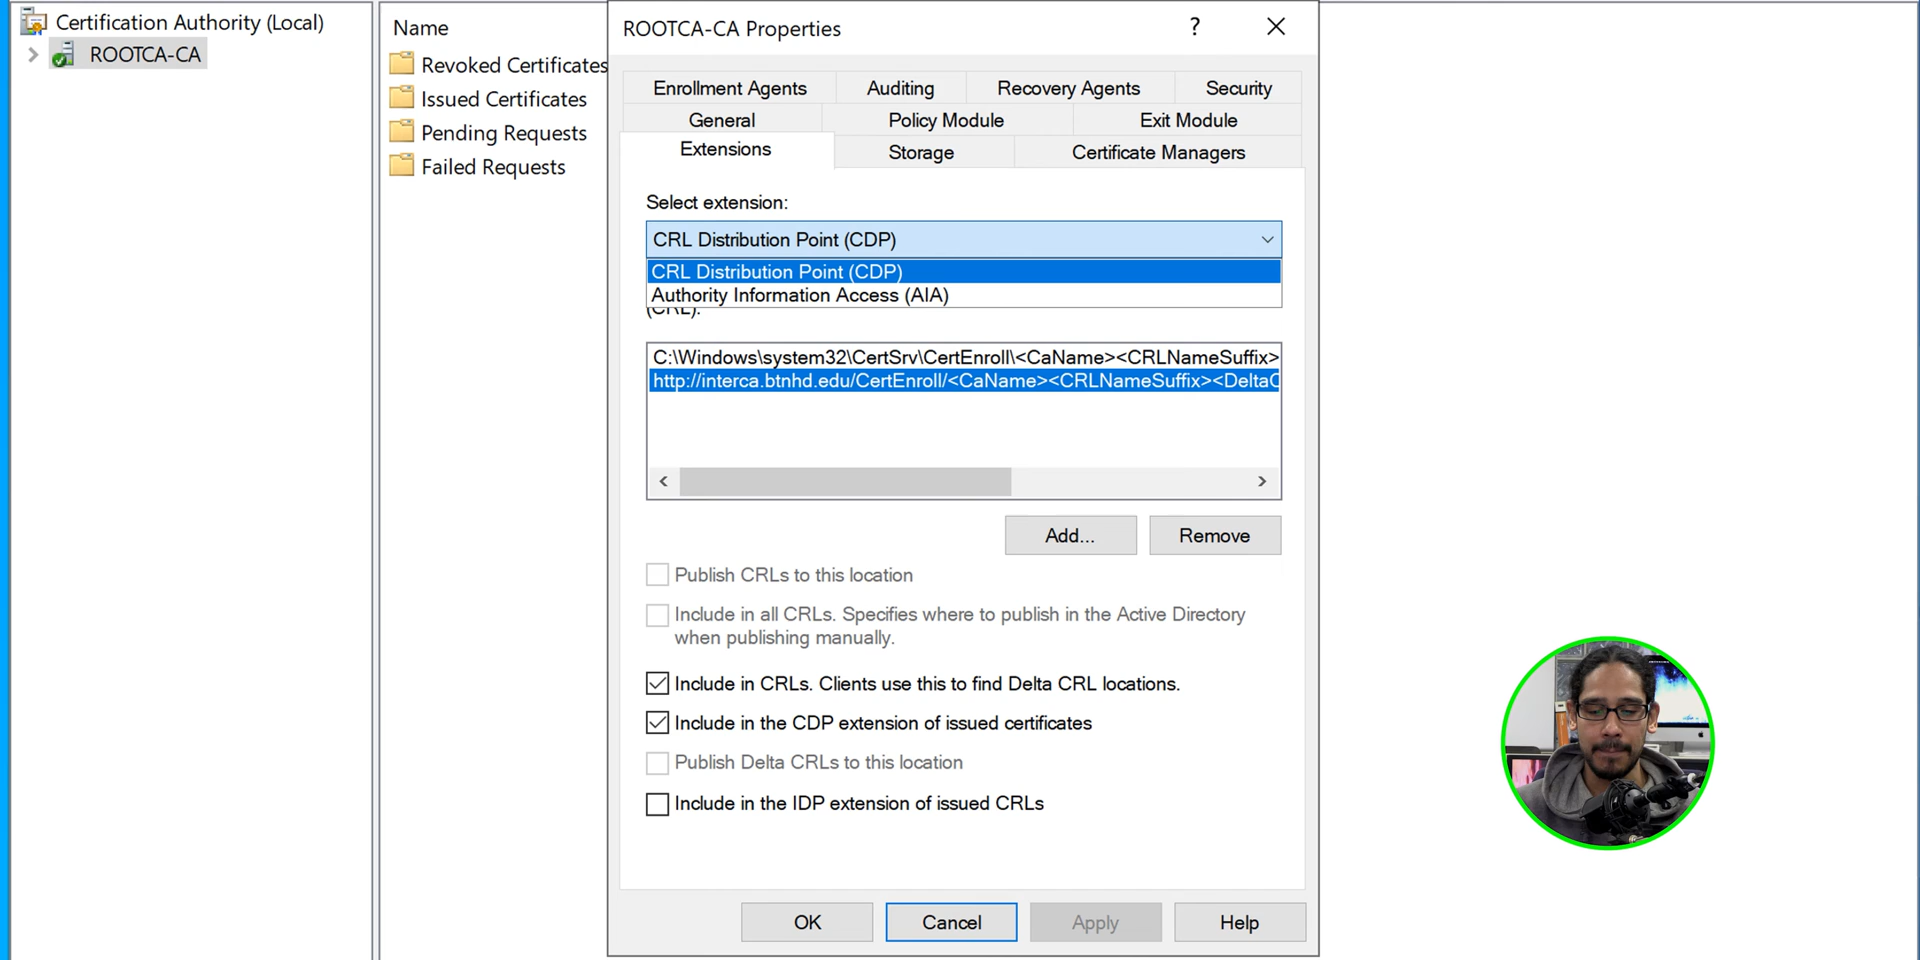 Certification Authority (Local)
ROOTCA-CA
Name
Revoked Certificates
Issued Certificates
Pending Requests
Failed Requests
ROOTCA-CA Properties
?
Enrollment Agents
Auditing
Recovery Agents
Security
General
Policy Module
Exit Module
Extensions
Storage
Certificate Managers
Select extension:
CRL Distribution Point (CDP)
CRL Distribution Point (CDP)
Authority Information Access (AIA)
(CRL).
C:\Windows\system32\CertSrv\CertEnroll\<CaName><CRLNameSuffix>
http://interca.btnhd.edu/CertEnroll/<CaName><CRLNameSuffix><DeltaC
Add...
Remove
Publish CRLs to this location
Include in all CRLs. Specifies where to publish in the Active Directory
when publishing manually.
Include in CRLs. Clients use this to find Delta CRL locations.
Include in the CDP extension of issued certificates
Publish Delta CRLs to this location
Include in the IDP extension of issued CRLs
OK
Cancel
Apply
Help